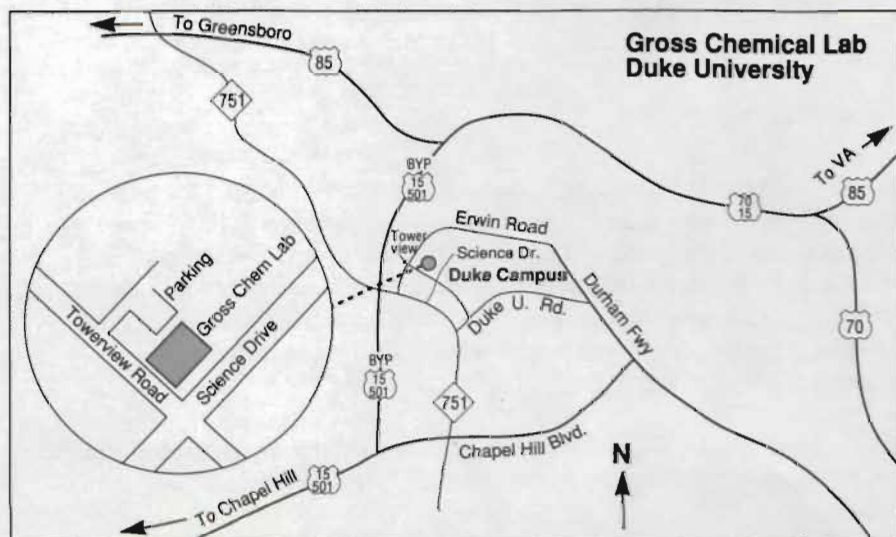 To Greensboro
85
Gross Chemical Lab
Duke University
751
To VA
85
BYP
15
501
70
15
Erwin Road
Tower
view
Science Dr.
Duke Campus
Parking
Gross Chem Lab
Towerview Road
Science Drive
Duke U. Rd.
Durham Fwy
70
BYP
15
501
751
Chapel Hill Blvd.
N
15
501
To Chapel Hill